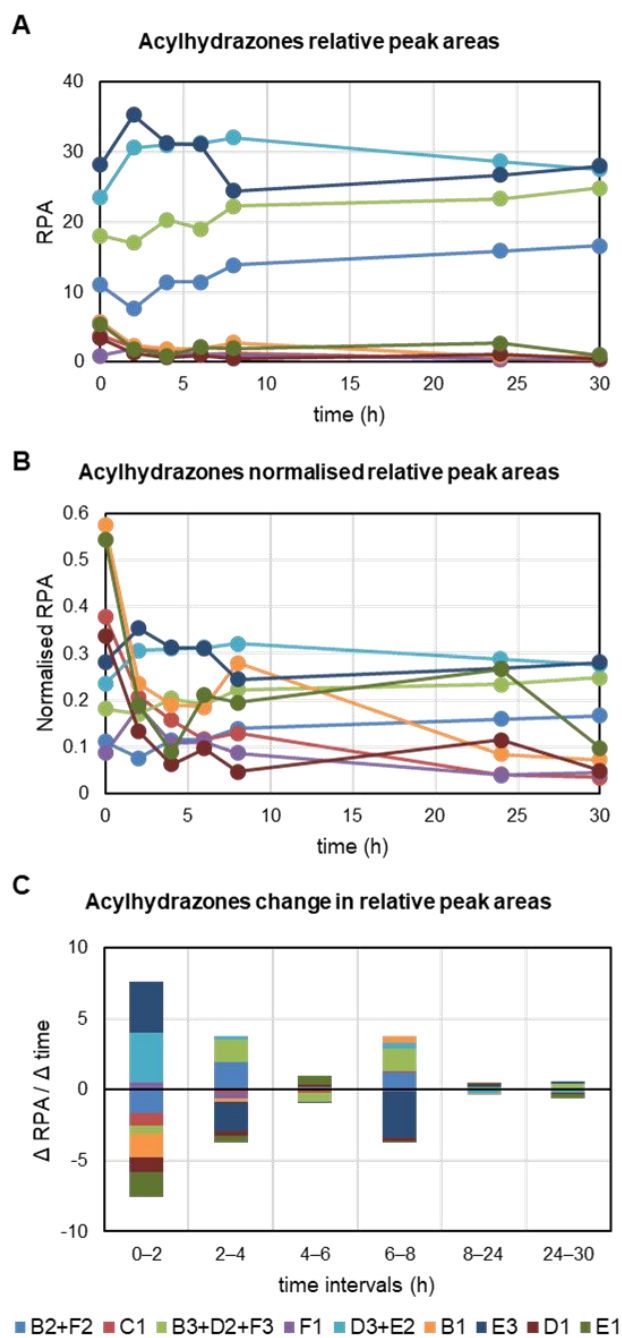 A
Acylhydrazones relative peak areas
40
30
20
10
0
RPA
0 5 10 15 20 25 30
time (h)
B
Acylhydrazones normalised relative peak areas
0.6
0.5
0.4
0.3
0.2
0.1
0
Normalised RPA
0 5 10 15 20 25 30
time (h)
C
Acylhydrazones change in relative peak areas
10
5
0
-5
-10
Δ RPA / Δ time
0–2 2–4 4–6 6–8 8–24 24–30
time intervals (h)
B2+F2 C1 B3+D2+F3 F1 D3+E2 B1 E3 D1 E1